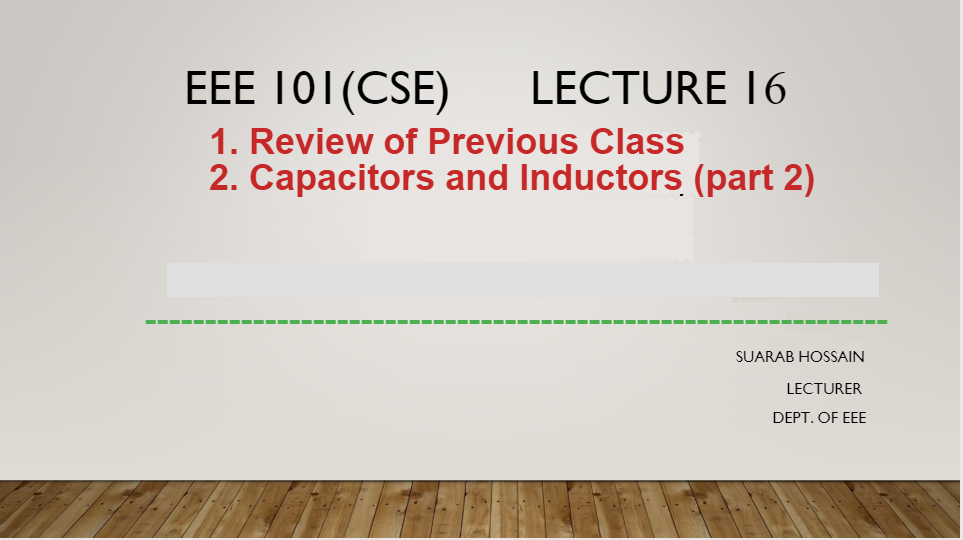 EEE 101(CSE) LECTURE 16
1. Review of Previous Class
2. Capacitors and Inductors (part 2)
SUARAB HOSSAIN
LECTURER
DEPT. OF EEE